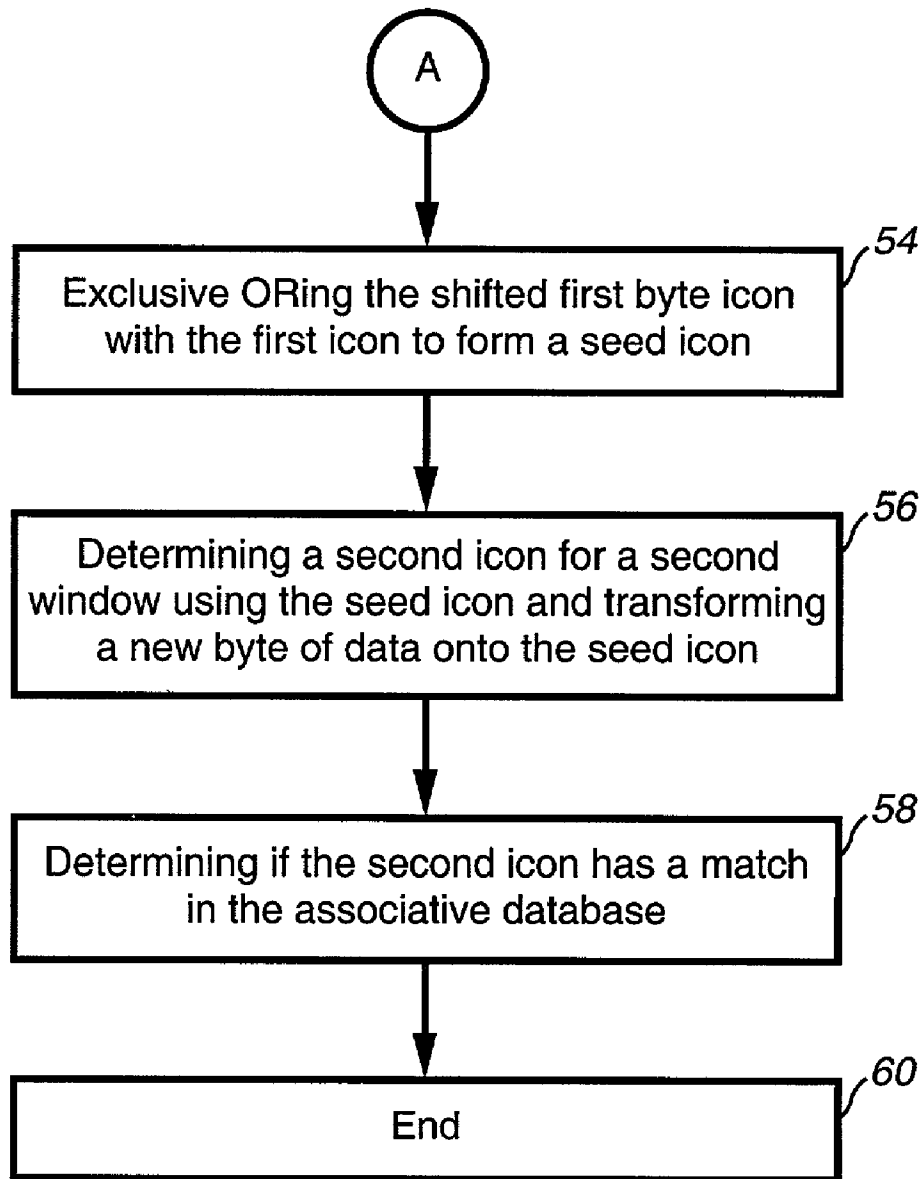 A
54
Exclusive ORing the shifted first byte icon
with the first icon to form a seed icon
56
Determining a second icon for a second
window using the seed icon and transforming
a new byte of data onto the seed icon
58
Determining if the second icon has a match
in the associative database
60
End